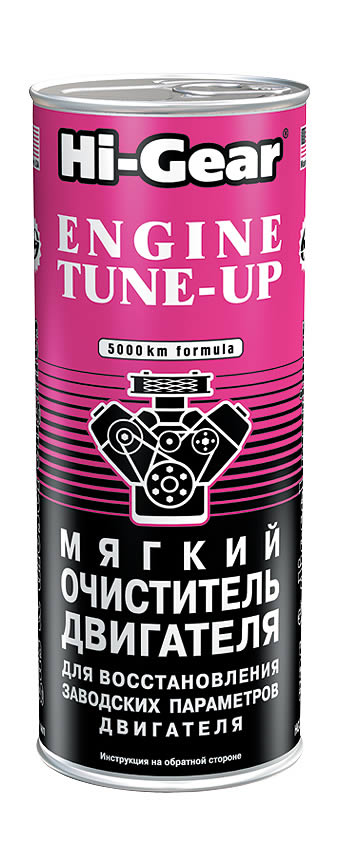 Hi-Gear®
ENGINE
TUNE-UP
5000 km formula
МЯГКИЙ
ОЧИСТИТЕЛЬ
ДВИГАТЕЛЯ
ДЛЯ ВОССТАНОВЛЕНИЯ
ЗАВОДСКИХ ПАРАМЕТРОВ
ДВИГАТЕЛЯ
Инструкция на обратной стороне